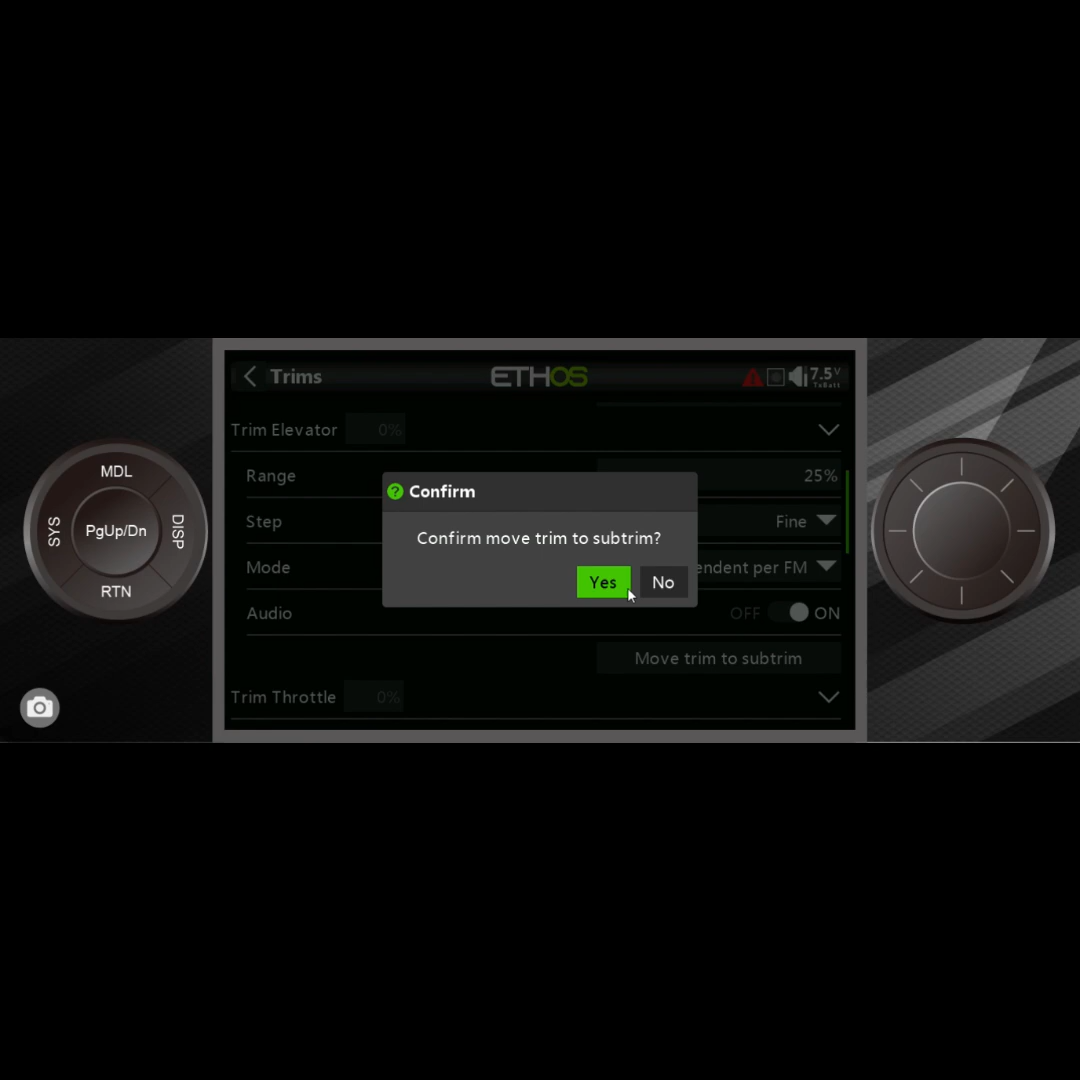 Trims
ETHOS
7.5V
TxBatt
Trim Elevator 0%
Range 25%
Step Fine
Mode endent per FM
Audio OFF ON
Move trim to subtrim
Trim Throttle 0%
Confirm
Confirm move trim to subtrim?
Yes No
MDL
SYS PgUp/Dn DISP
RTN